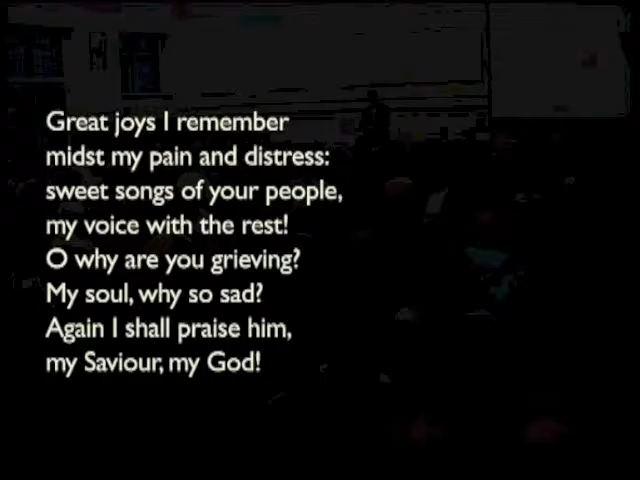 Great joys I remember
midst my pain and distress:
sweet songs of your people,
my voice with the rest!
O why are you grieving?
My soul, why so sad?
Again I shall praise him,
my Saviour, my God!